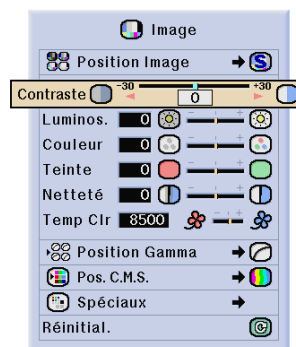 Image
Position Image S
Contraste -30 0 +30
Luminos. 0
Couleur 0
Teinte 0
Netteté 0
Temp Clr 8500
Position Gamma
Pos. C.M.S.
Spéciaux
Réinitial.